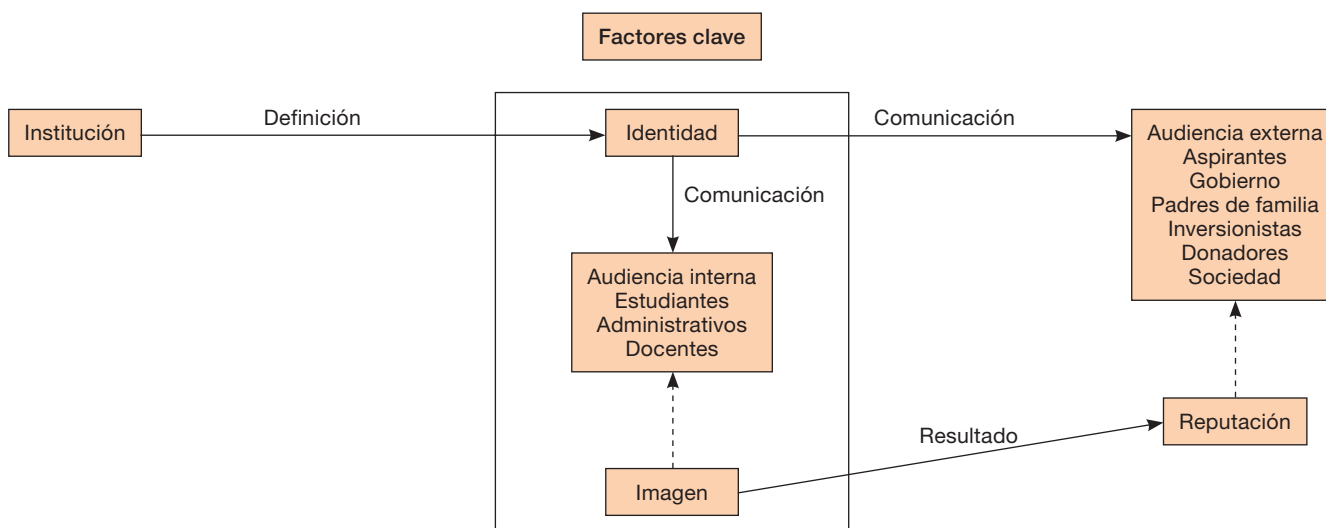 Factores clave
Institución
Definición
Identidad
Comunicación
Comunicación
Audiencia interna
Estudiantes
Administrativos
Docentes
Audiencia externa
Aspirantes
Gobierno
Padres de familia
Inversionistas
Donadores
Sociedad
Imagen
Resultado
Reputación